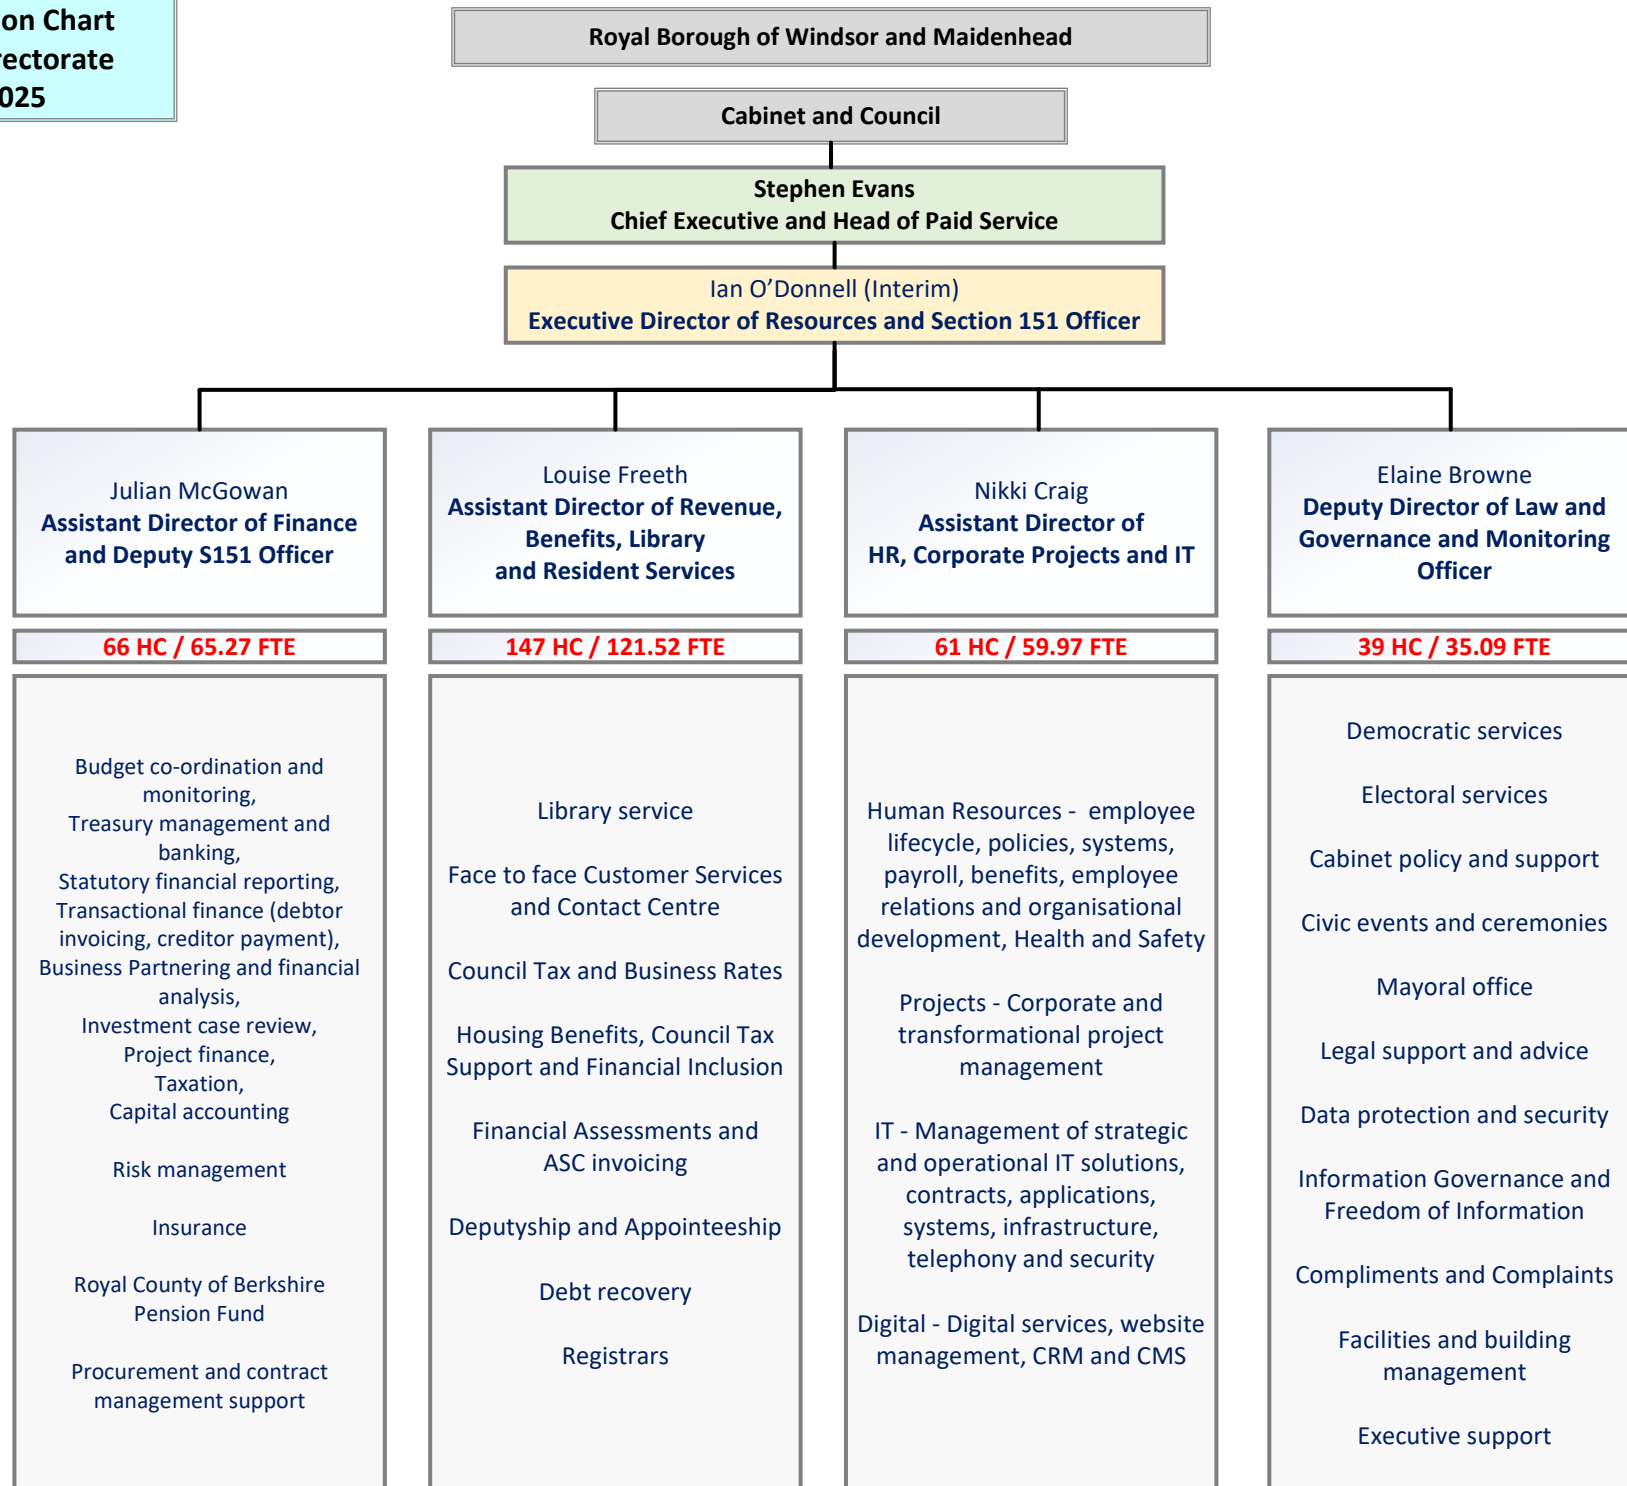 on Chart
rectorate
025
Royal Borough of Windsor and Maidenhead
Cabinet and Council
Stephen Evans
Chief Executive and Head of Paid Service
Ian O’Donnell (Interim)
Executive Director of Resources and Section 151 Officer
Julian McGowan
Assistant Director of Finance
and Deputy S151 Officer
66 HC / 65.27 FTE
Budget co-ordination and
monitoring,
Treasury management and
banking,
Statutory financial reporting,
Transactional finance (debtor
invoicing, creditor payment),
Business Partnering and financial
analysis,
Investment case review,
Project finance,
Taxation,
Capital accounting
Risk management
Insurance
Royal County of Berkshire
Pension Fund
Procurement and contract
management support
Louise Freeth
Assistant Director of Revenue,
Benefits, Library
and Resident Services
147 HC / 121.52 FTE
Library service
Face to face Customer Services
and Contact Centre
Council Tax and Business Rates
Housing Benefits, Council Tax
Support and Financial Inclusion
Financial Assessments and
ASC invoicing
Deputyship and Appointeeship
Debt recovery
Registrars
Nikki Craig
Assistant Director of
HR, Corporate Projects and IT
61 HC / 59.97 FTE
Human Resources - employee
lifecycle, policies, systems,
payroll, benefits, employee
relations and organisational
development, Health and Safety
Projects - Corporate and
transformational project
management
IT - Management of strategic
and operational IT solutions,
contracts, applications,
systems, infrastructure,
telephony and security
Digital - Digital services, website
management, CRM and CMS
Elaine Browne
Deputy Director of Law and
Governance and Monitoring
Officer
39 HC / 35.09 FTE
Democratic services
Electoral services
Cabinet policy and support
Civic events and ceremonies
Mayoral office
Legal support and advice
Data protection and security
Information Governance and
Freedom of Information
Compliments and Complaints
Facilities and building
management
Executive support